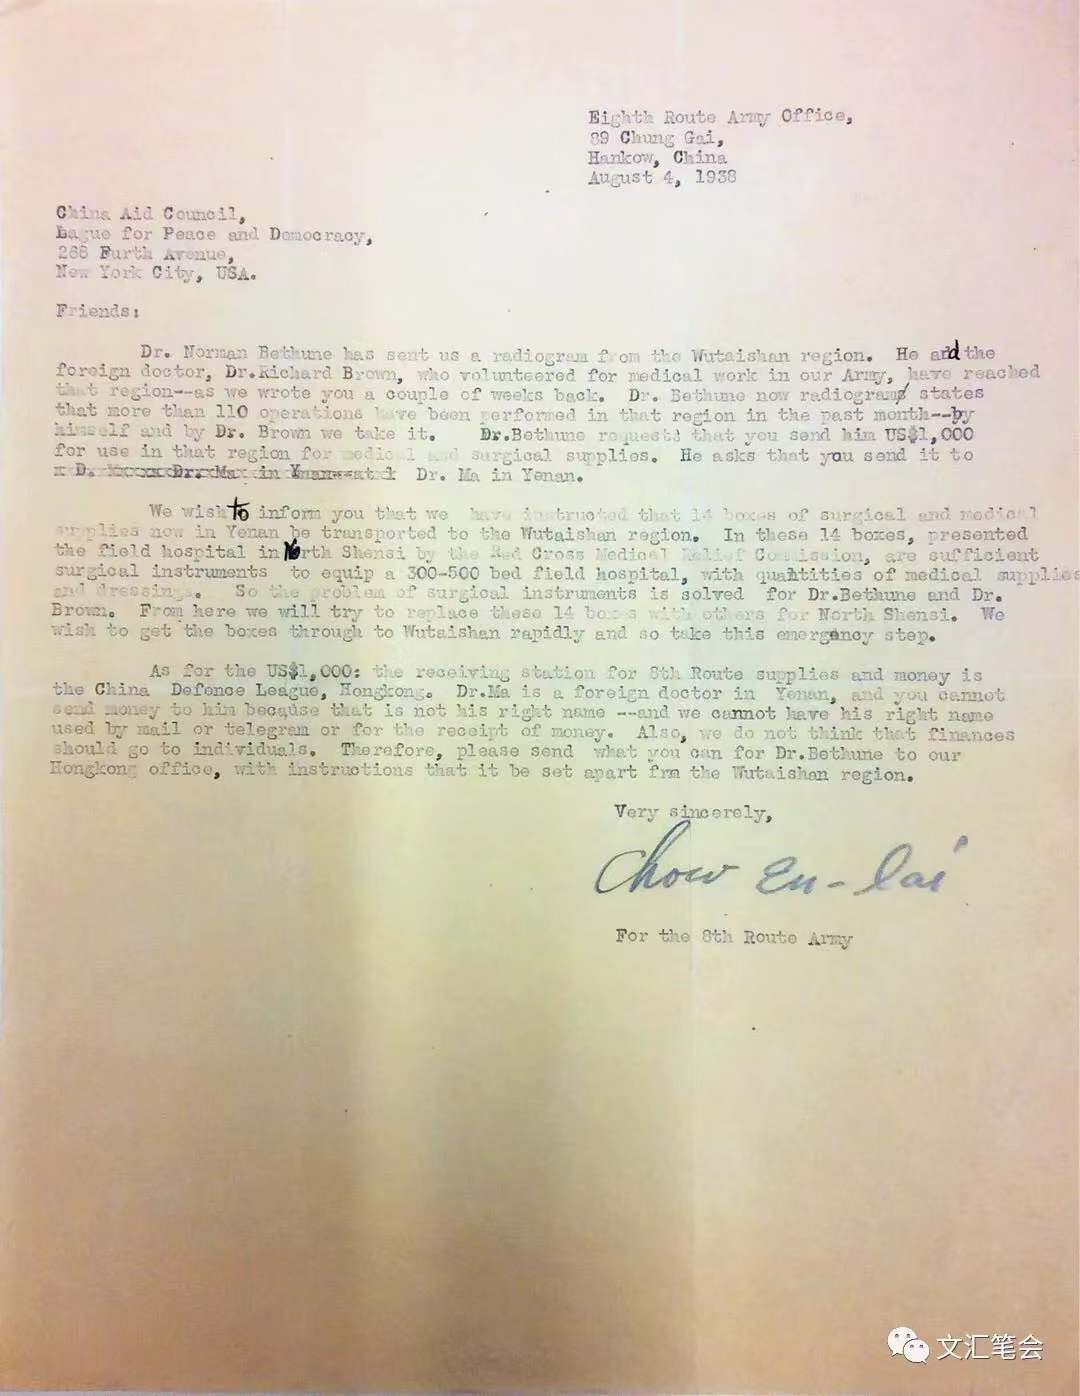 Eighth Route Army Office,
89 Chung Gai,
Hankow, China
August 4, 1938
China Aid Council,
Lague for Peace and Democracy,
268 Furth Avenue,
New York City, USA.
Friends:
Dr. Norman Bethune has sent us a radiogram from the Wutaishan region. He and the
foreign doctor, Dr.Richard Brown, who volunteered for medical work in our Army, have reached
that region--as we wrote you a couple of weeks back. Dr. Bethune now radiograms states
that more than 110 operations have been performed in that region in the past month--by
himself and by Dr. Brown we take it. Dr.Bethune requests that you send him US$1,000
for use in that region for medical and surgical supplies. He asks that you send it to
Dr. Ma in Yenan.
We wish to inform you that we have instructed that 14 boxes of surgical and medical
supplies now in Yenan be transported to the Wutaishan region. In these 14 boxes, presented
the field hospital in North Shensi by the Red Cross Medical Relief Commission, are sufficient
surgical instruments to equip a 300-500 bed field hospital, with quantities of medical supplies
and dressings. So the problem of surgical instruments is solved for Dr.Bethune and Dr.
Brown. From here we will try to replace these 14 boxes with others for North Shensi. We
wish to get the boxes through to Wutaishan rapidly and so take this emergency step.
As for the US$1,000: the receiving station for 8th Route supplies and money is
the China Defence League, Hongkong. Dr.Ma is a foreign doctor in Yenan, and you cannot
send money to him because that is not his right name --and we cannot have his right name
used by mail or telegram or for the receipt of money. Also, we do not think that finances
should go to individuals. Therefore, please send what you can for Dr.Bethune to our
Hongkong office, with instructions that it be set apart frm the Wutaishan region.
Very sincerely,
Chow En-lai
For the 8th Route Army
文汇笔会